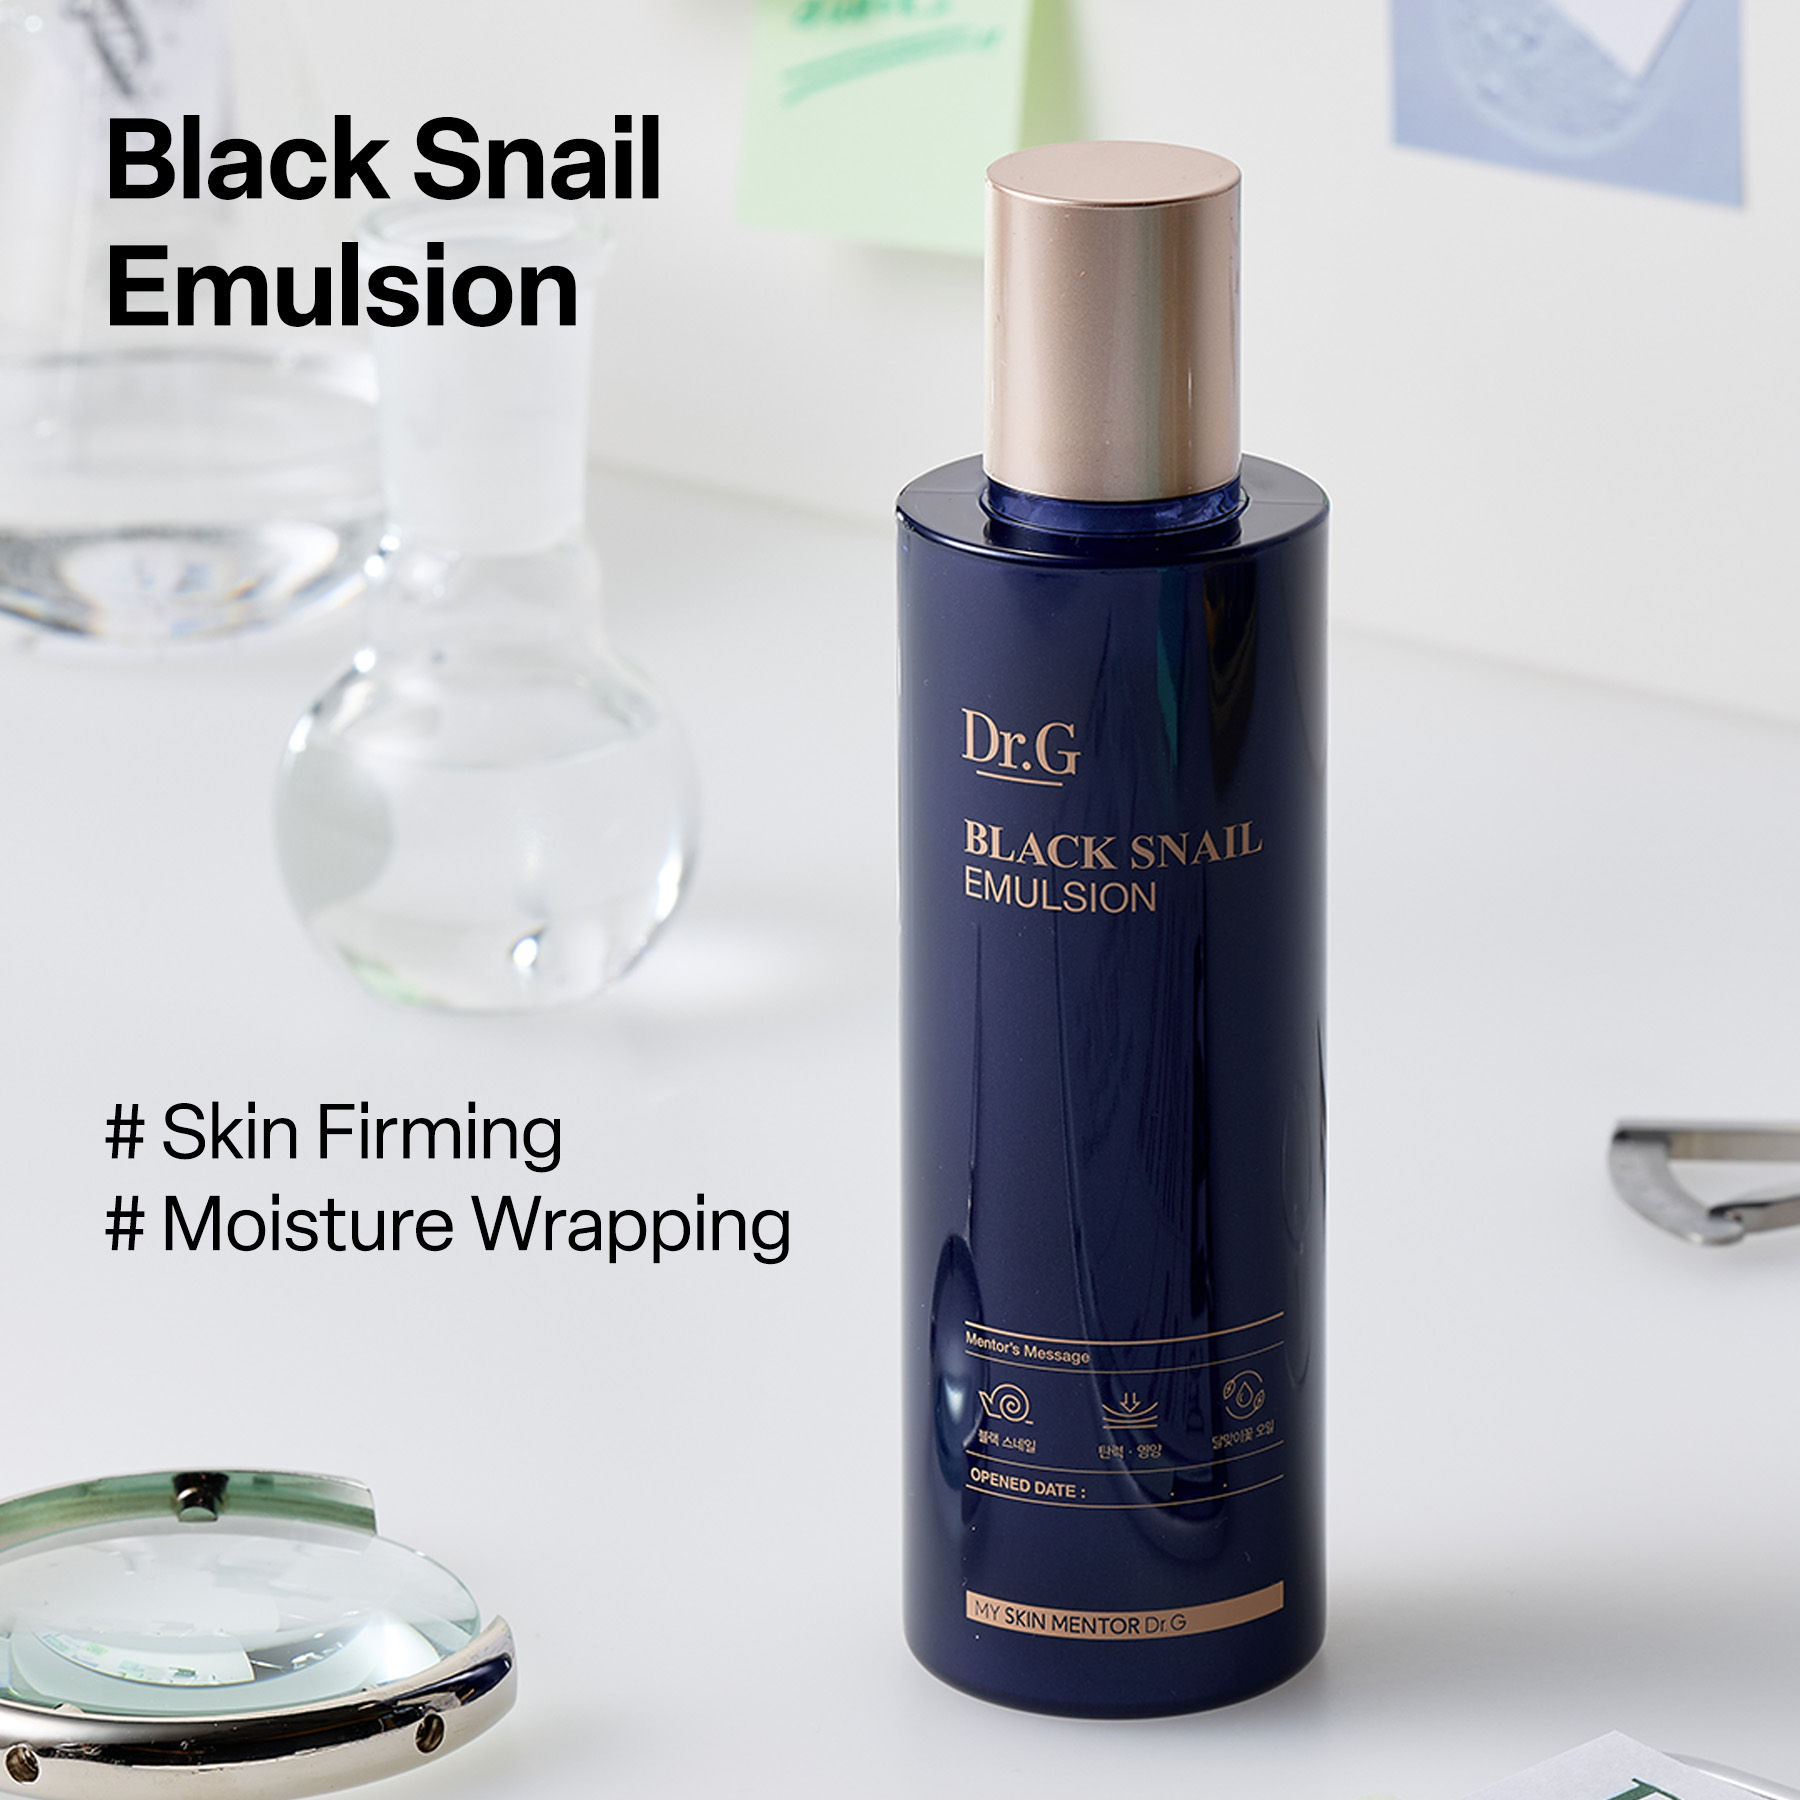 Black Snail
Emulsion
Dr.G
BLACK SNAIL
EMULSION
# Skin Firming
# Moisture Wrapping
Mentor's Message
블랙 스네일
탄력 · 영양
달맞이꽃 오일
OPENED DATE :
MY SKIN MENTOR Dr.G